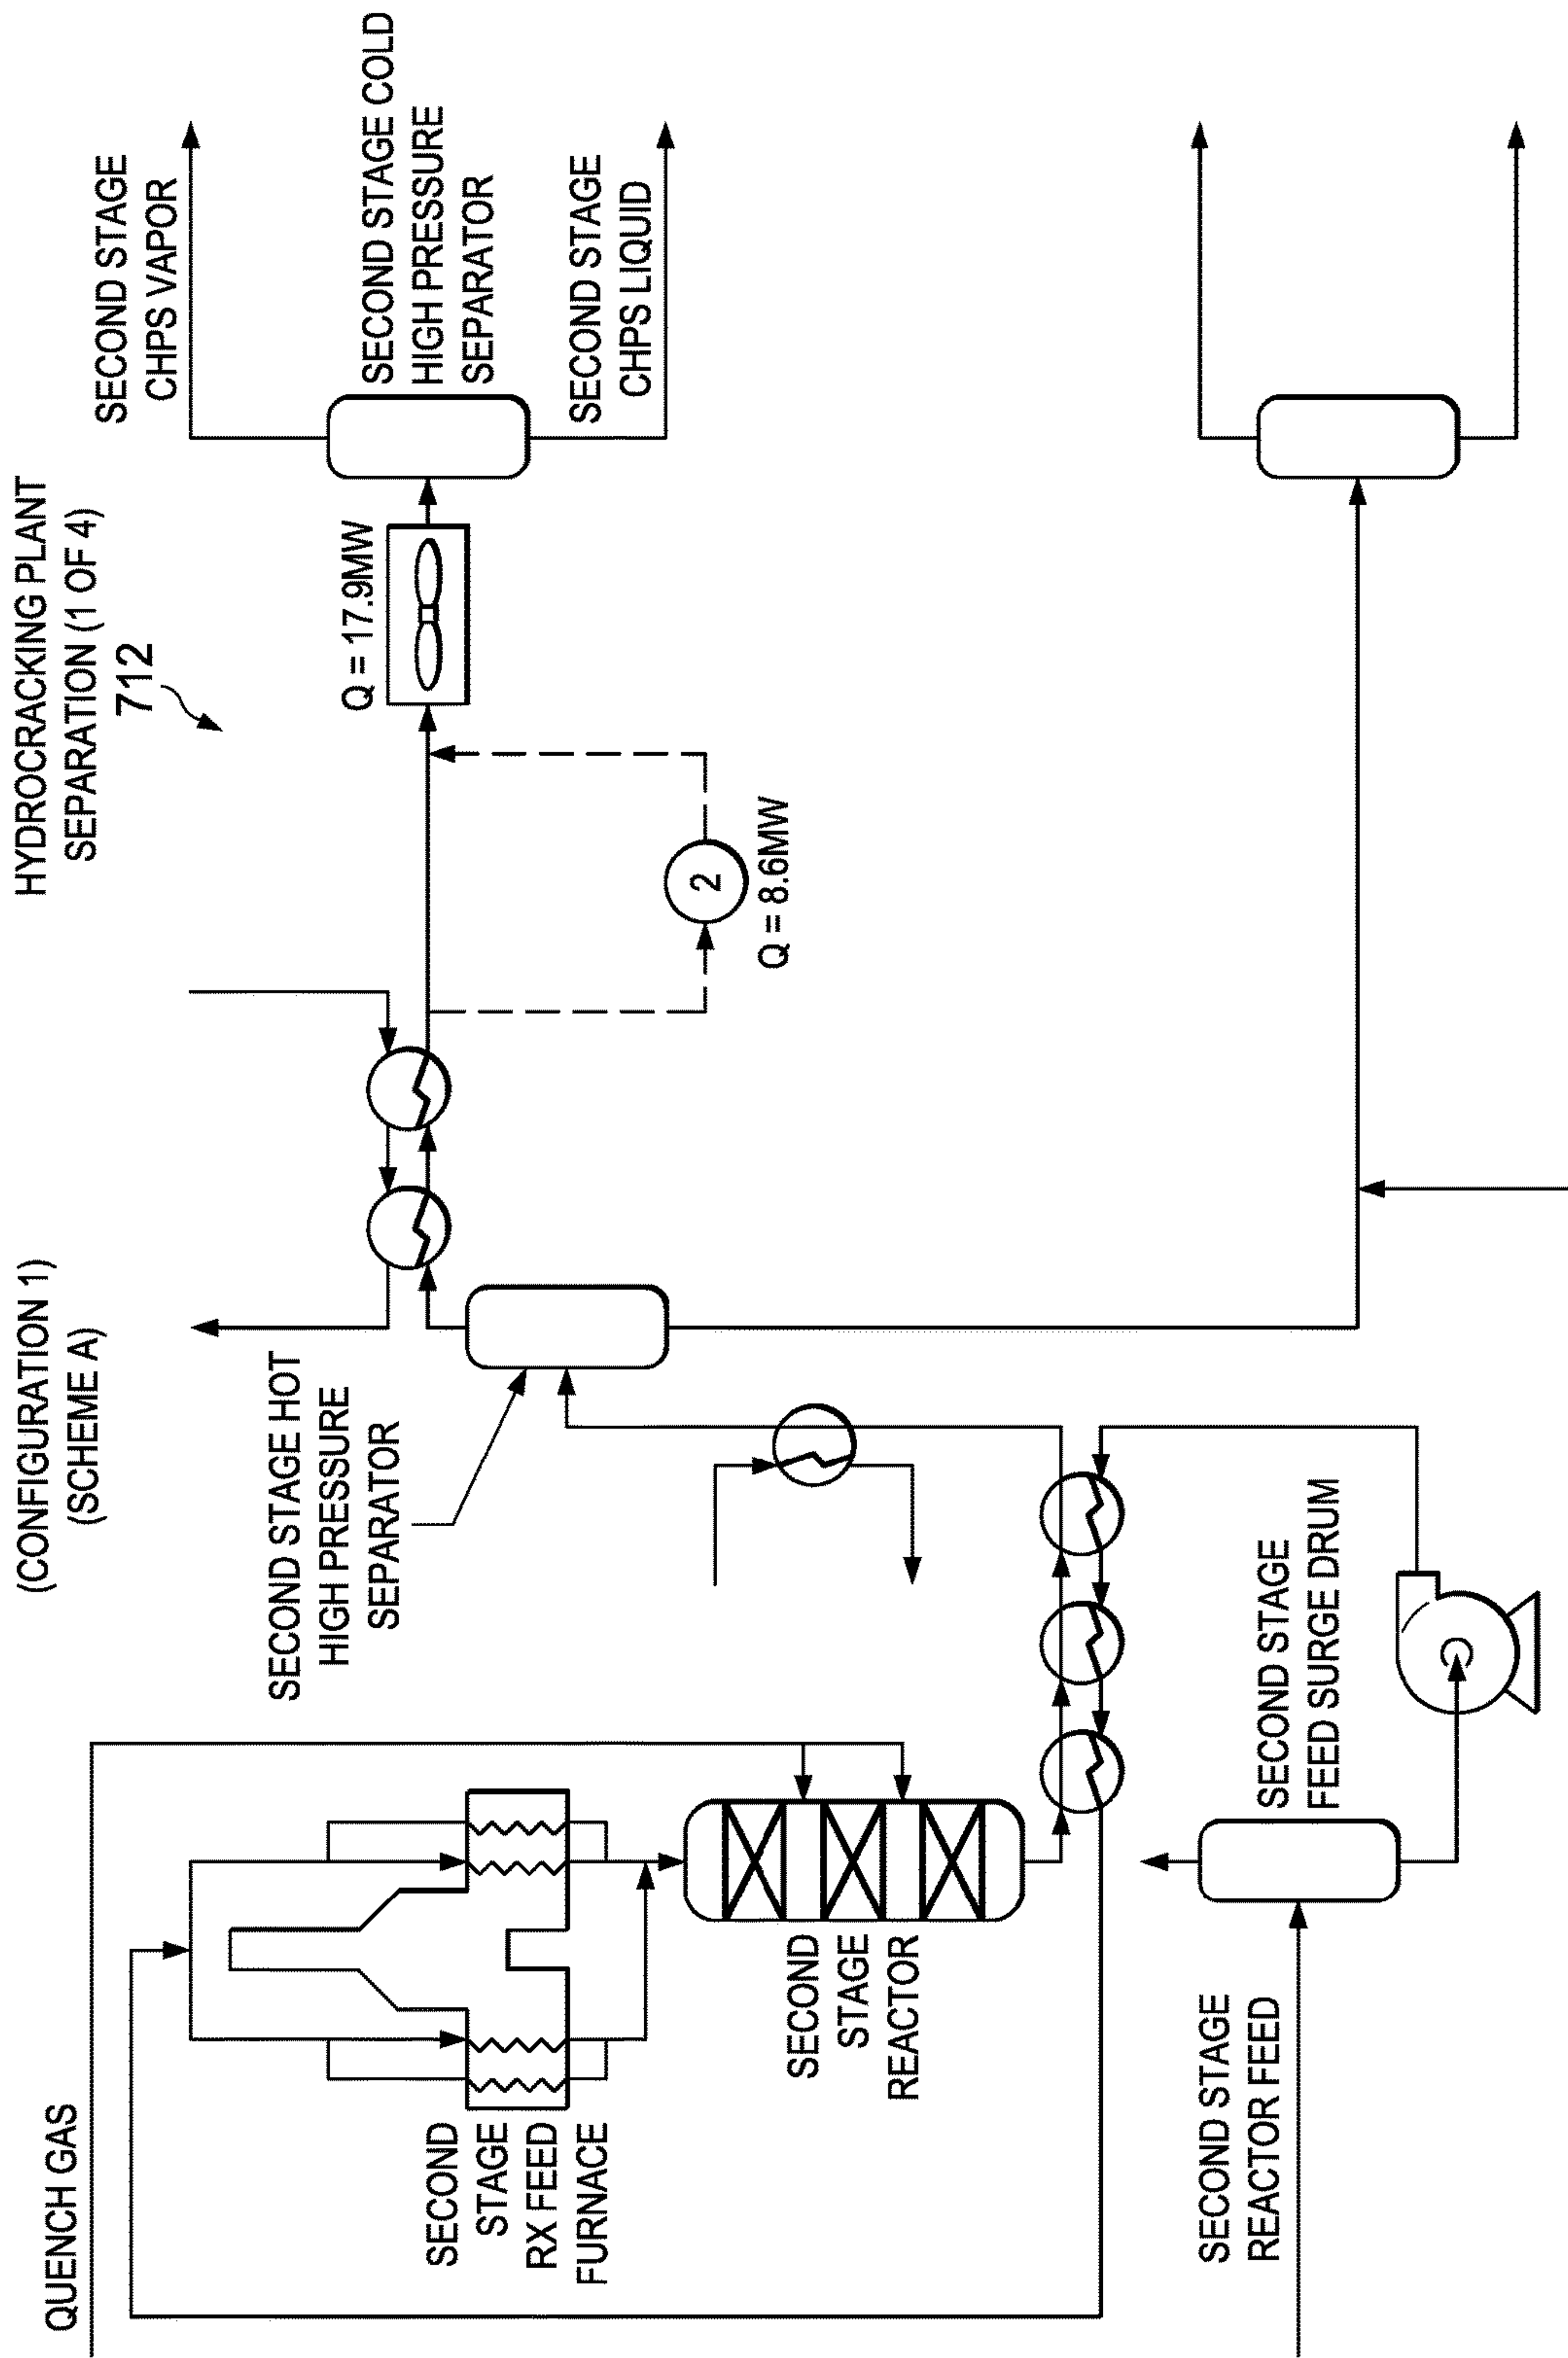 QUENCH GAS
(CONFIGURATION 1)
(SCHEME A)
HYDROCRACKING PLANT
SEPARATION (1 OF 4)
712
SECOND STAGE
CHPS VAPOR
SECOND STAGE HOT
HIGH PRESSURE
SEPARATOR
Q = 17.9MW
SECOND STAGE COLD
HIGH PRESSURE
SEPARATOR
SECOND
STAGE
RX FEED
FURNACE
SECOND STAGE
CHPS LIQUID
2
Q = 8.6MW
SECOND
STAGE
REACTOR
SECOND STAGE
REACTOR FEED
SECOND STAGE
FEED SURGE DRUM